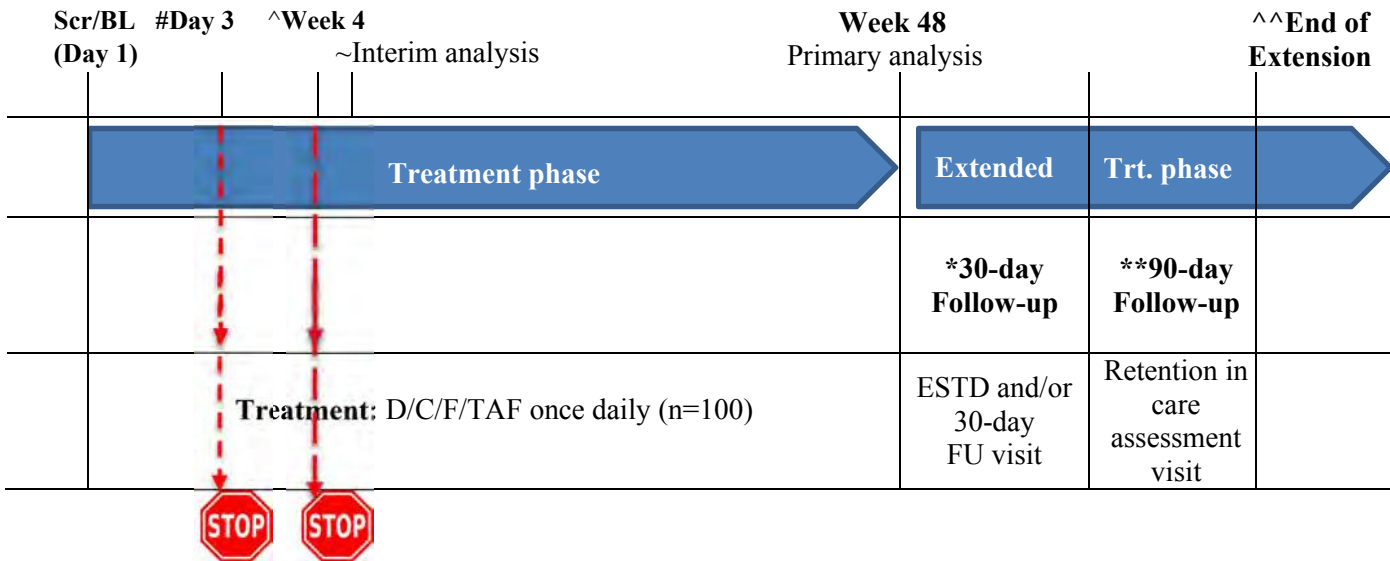 Scr/BL #Day 3 ^Week 4 Week 48 ^^End of
(Day 1) ~Interim analysis Primary analysis Extension
Treatment phase Extended Trt. phase
*30-day **90-day
Follow-up Follow-up
Treatment: D/C/F/TAF once daily (n=100)
ESTD and/or
30-day
FU visit
Retention in
care
assessment
visit
STOP STOP